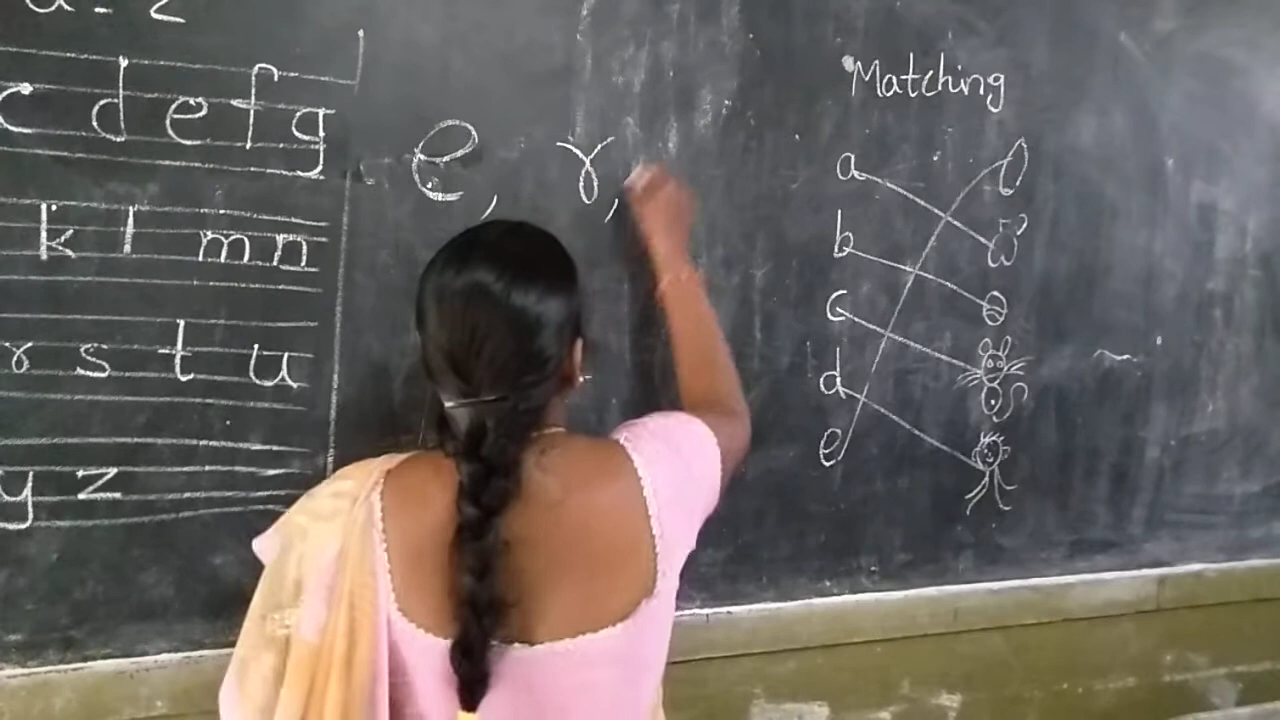 a - z
c d e f g
k l m n
r s t u
y z
e, r,
Matching
a
b
c
d
e